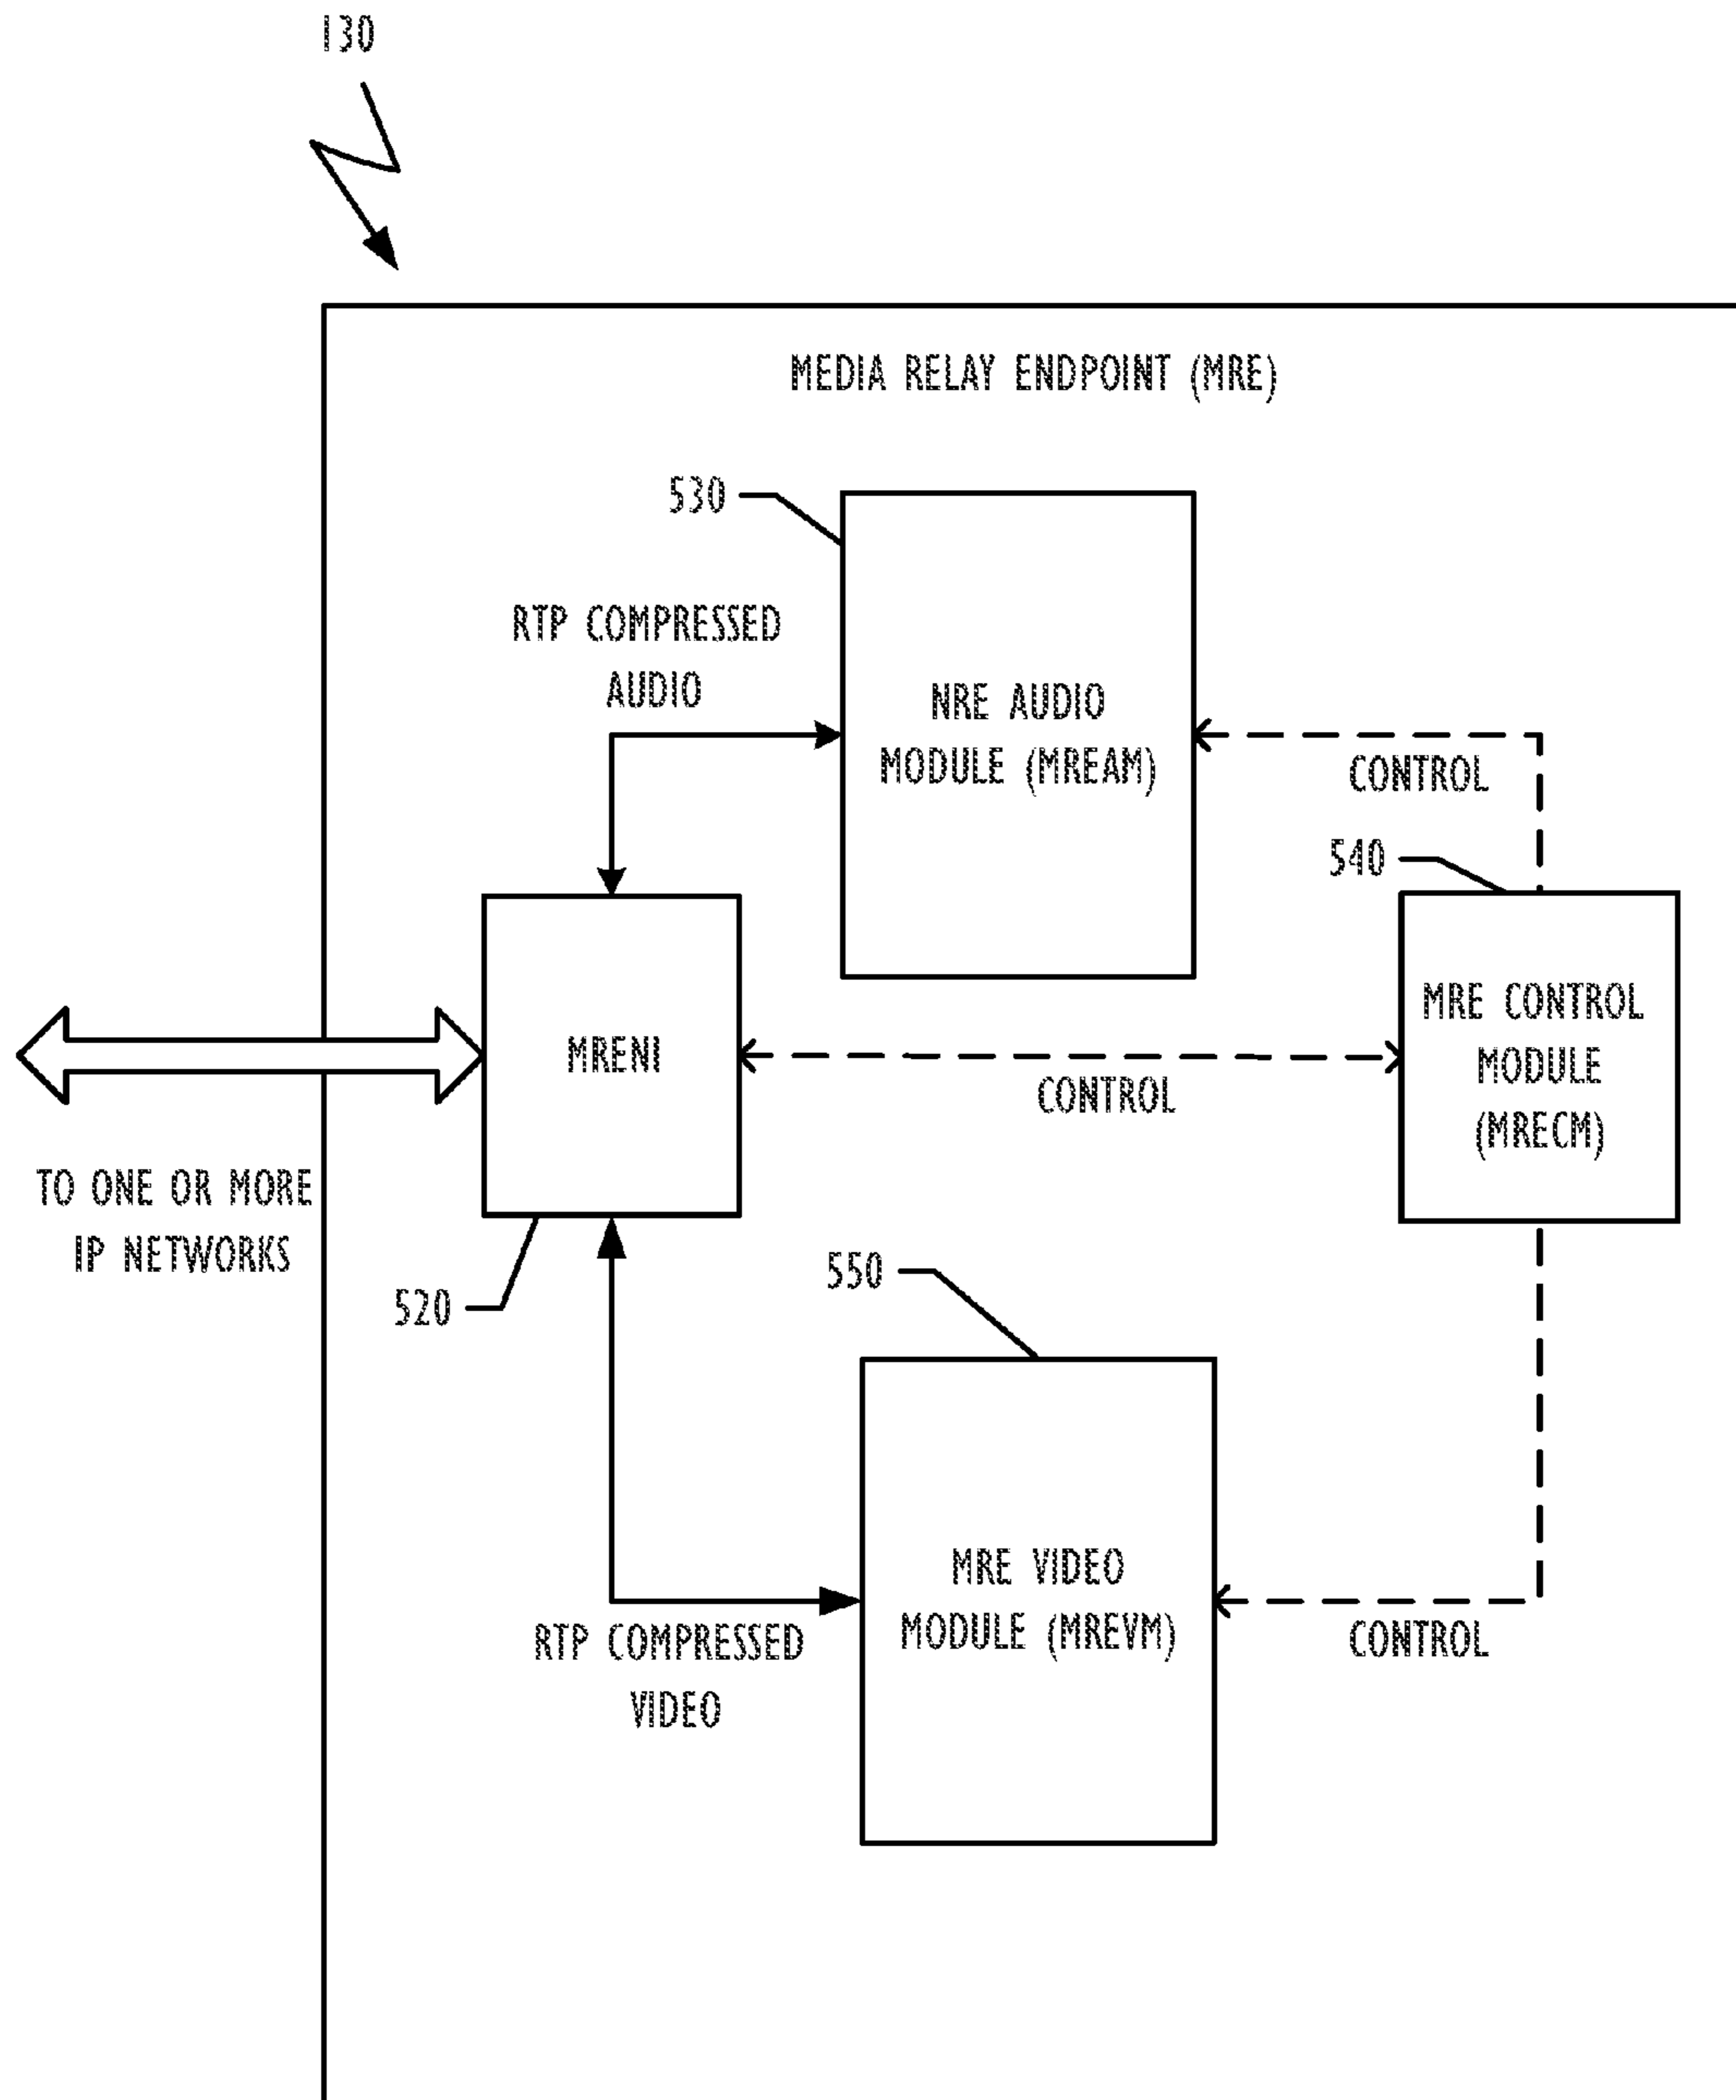 130
MEDIA RELAY ENDPOINT (MRE)
530
RTP COMPRESSED
AUDIO
NRE AUDIO
MODULE (MREAM)
CONTROL
540
MRENI
CONTROL
MRE CONTROL
MODULE
(MRECM)
TO ONE OR MORE
IP NETWORKS
520
550
MRE VIDEO
MODULE (MREVM)
RTP COMPRESSED
VIDEO
CONTROL